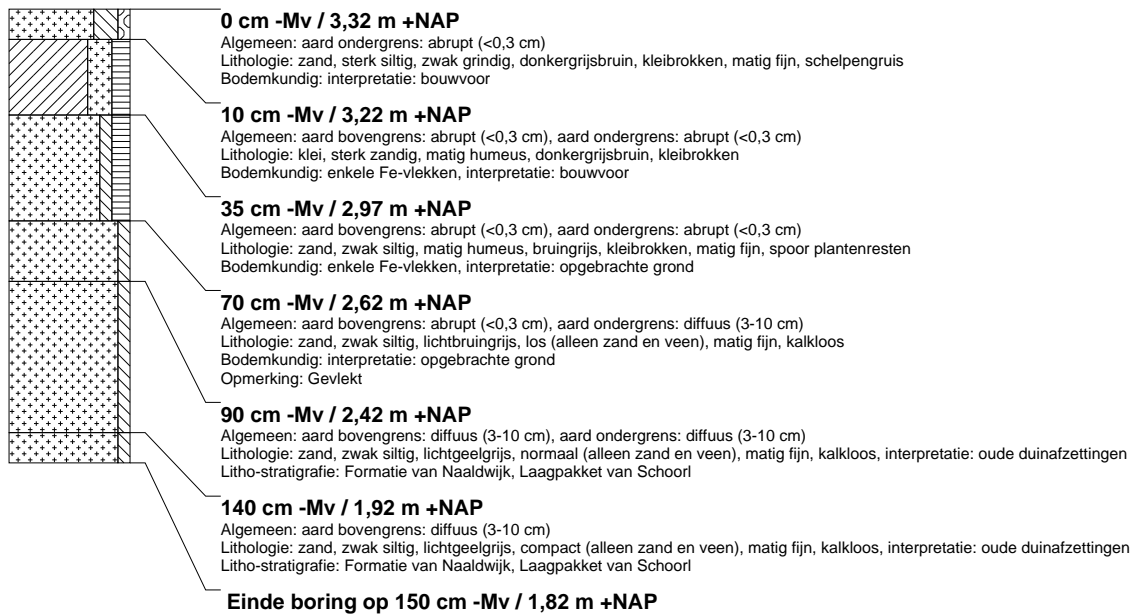 0 cm -Mv / 3,32 m +NAP
Algemeen: aard ondergrens: abrupt (<0,3 cm)
Lithologie: zand, sterk siltig, zwak grindig, donkergrijsbruin, kleibrokken, matig fijn, schelpengruis
Bodemkundig: interpretatie: bouwvoor
10 cm -Mv / 3,22 m +NAP
Algemeen: aard bovengrens: abrupt (<0,3 cm), aard ondergrens: abrupt (<0,3 cm)
Lithologie: klei, sterk zandig, matig humeus, donkergrijsbruin, kleibrokken
Bodemkundig: enkele Fe-vlekken, interpretatie: bouwvoor
35 cm -Mv / 2,97 m +NAP
Algemeen: aard bovengrens: abrupt (<0,3 cm), aard ondergrens: abrupt (<0,3 cm)
Lithologie: zand, zwak siltig, matig humeus, bruingrijs, kleibrokken, matig fijn, spoor plantenresten
Bodemkundig: enkele Fe-vlekken, interpretatie: opgebrachte grond
70 cm -Mv / 2,62 m +NAP
Algemeen: aard bovengrens: abrupt (<0,3 cm), aard ondergrens: diffuus (3-10 cm)
Lithologie: zand, zwak siltig, lichtbruingrijs, los (alleen zand en veen), matig fijn, kalkloos
Bodemkundig: interpretatie: opgebrachte grond
Opmerking: Gevlekt
90 cm -Mv / 2,42 m +NAP
Algemeen: aard bovengrens: diffuus (3-10 cm), aard ondergrens: diffuus (3-10 cm)
Lithologie: zand, zwak siltig, lichtgeelgrijs, normaal (alleen zand en veen), matig fijn, kalkloos, interpretatie: oude duinafzettingen
Litho-stratigrafie: Formatie van Naaldwijk, Laagpakket van Schoorl
140 cm -Mv / 1,92 m +NAP
Algemeen: aard bovengrens: diffuus (3-10 cm)
Lithologie: zand, zwak siltig, lichtgeelgrijs, compact (alleen zand en veen), matig fijn, kalkloos, interpretatie: oude duinafzettingen
Litho-stratigrafie: Formatie van Naaldwijk, Laagpakket van Schoorl
Einde boring op 150 cm -Mv / 1,82 m +NAP